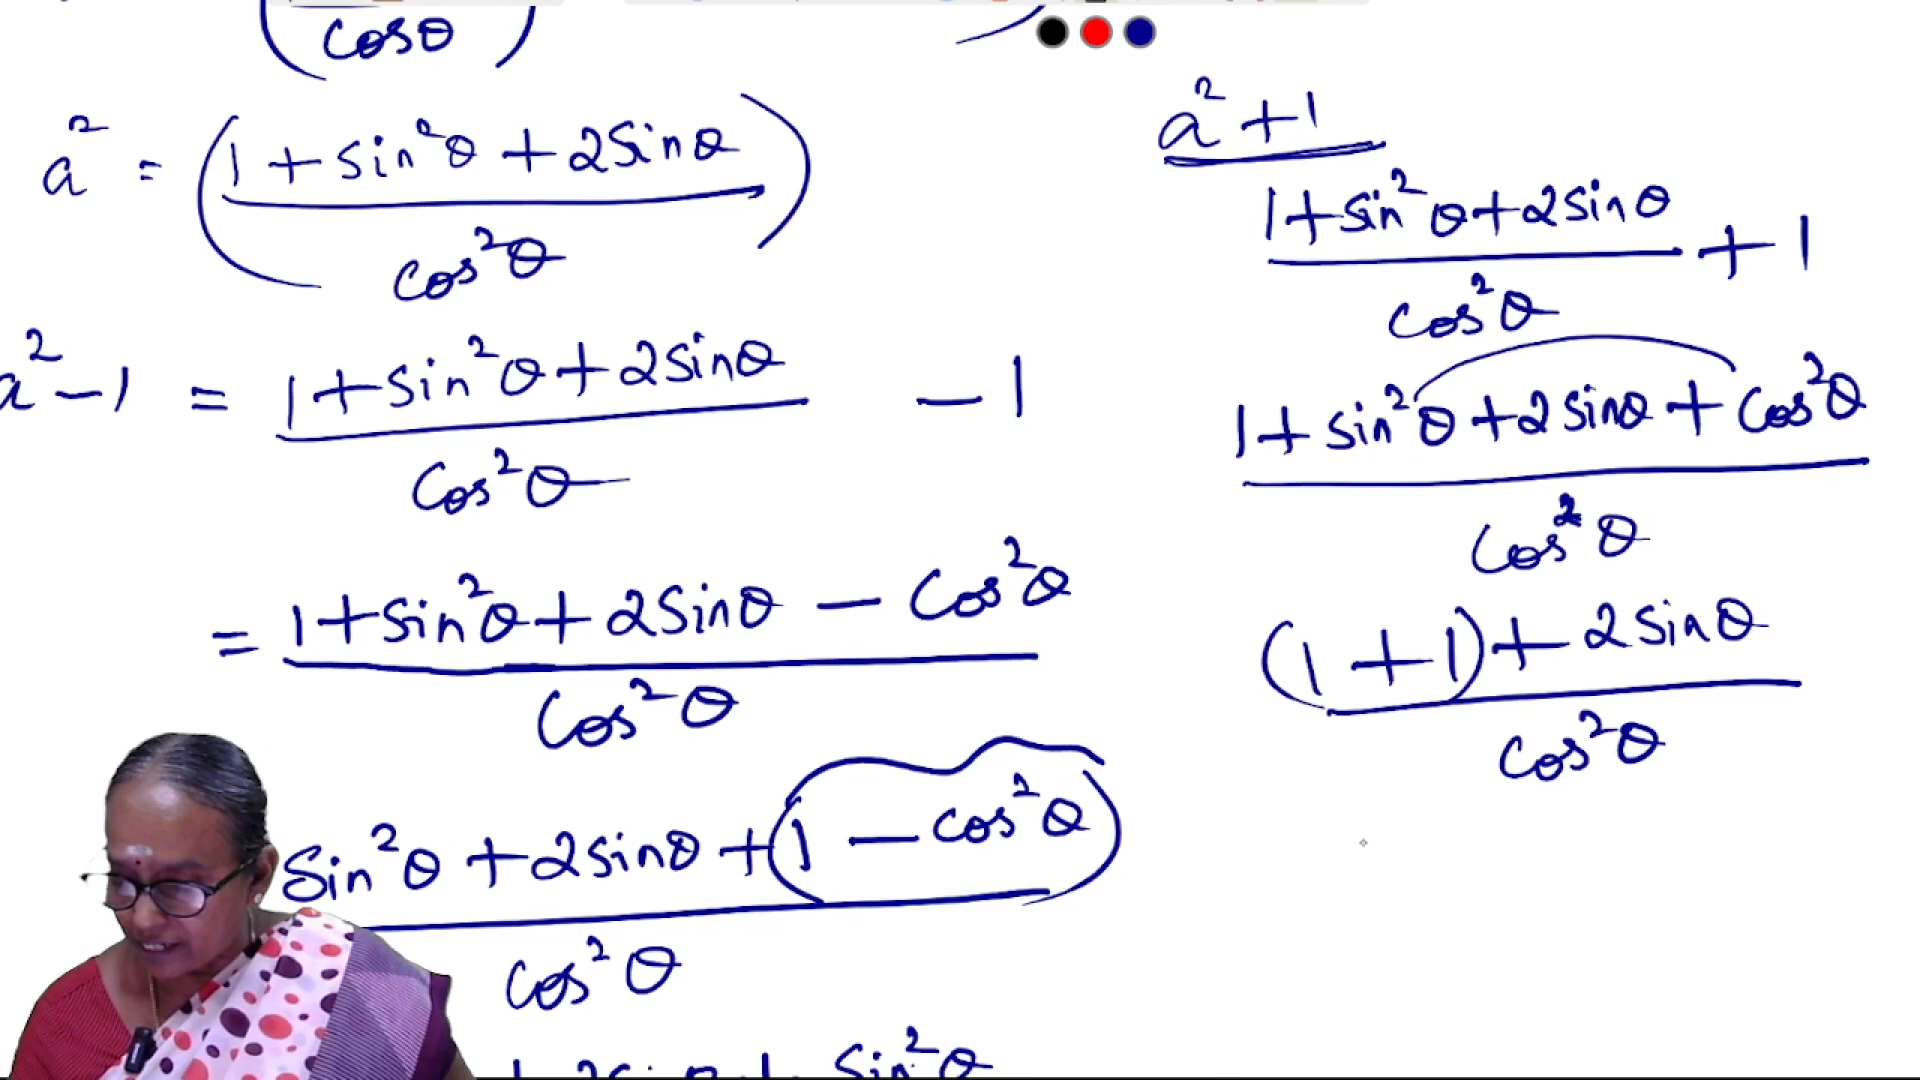 cosθ
a² = (1 + sin²θ + 2sinθ)
cos²θ
a² - 1 = 1 + sin²θ + 2sinθ - 1
cos²θ
= 1 + sin²θ + 2sinθ - cos²θ
cos²θ
sin²θ + 2sinθ + (1 - cos²θ)
cos²θ
sin²θ
a² + 1
1 + sin²θ + 2sinθ + 1
cos²θ
1 + sin²θ + 2sinθ + cos²θ
cos²θ
(1 + 1) + 2sinθ
cos²θ